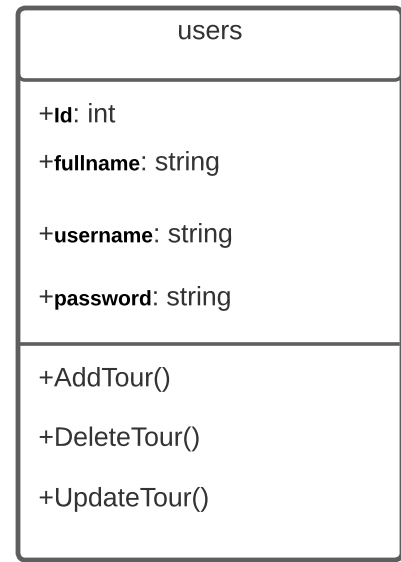 users
+Id: int
+fullname: string
+username: string
+password: string
+AddTour()
+DeleteTour()
+UpdateTour()